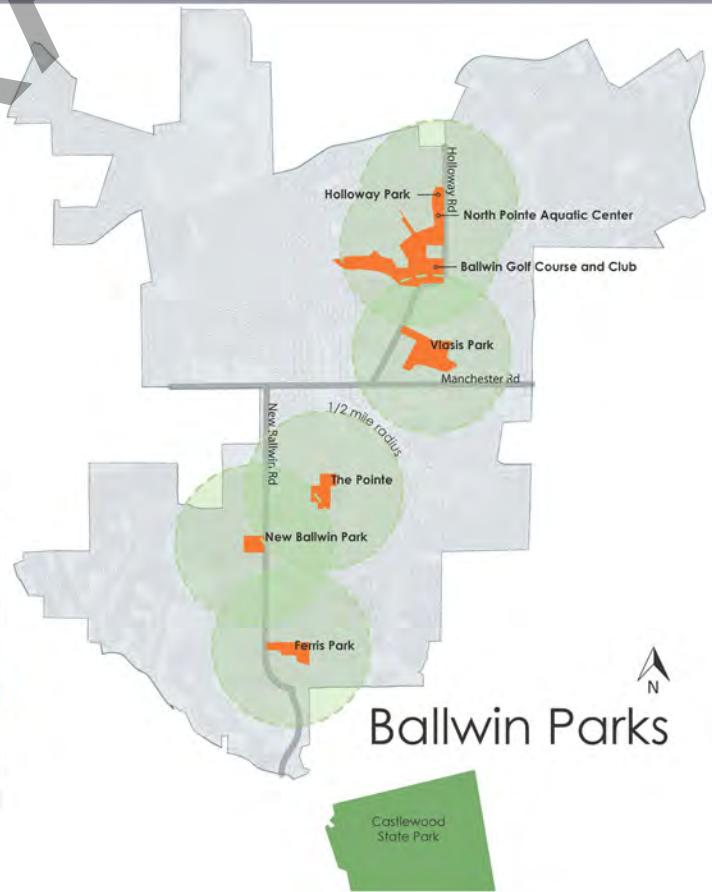 Holloway Rd
Holloway Park
North Pointe Aquatic Center
Ballwin Golf Course and Club
Vlasis Park
Manchester Rd
New Ballwin Rd
1/2 mile radius
The Pointe
New Ballwin Park
Ferris Park
N
Ballwin Parks
Castlewood
State Park